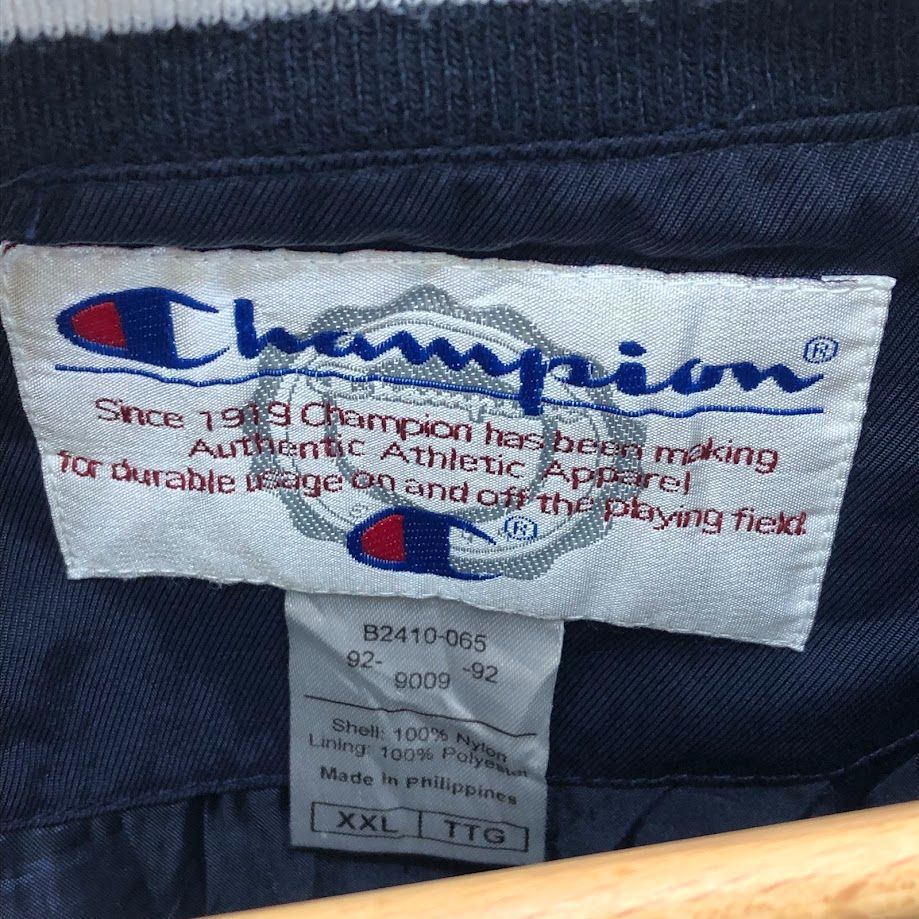 Champion®
Since 1919 Champion has been making
Authentic Athletic Apparel
for durable usage on and off the playing field.
®
B2410-065
92- 9009 -92
Shell: 100% Nylon
Lining: 100% Polyester
Made in Philippines
XXL TTG